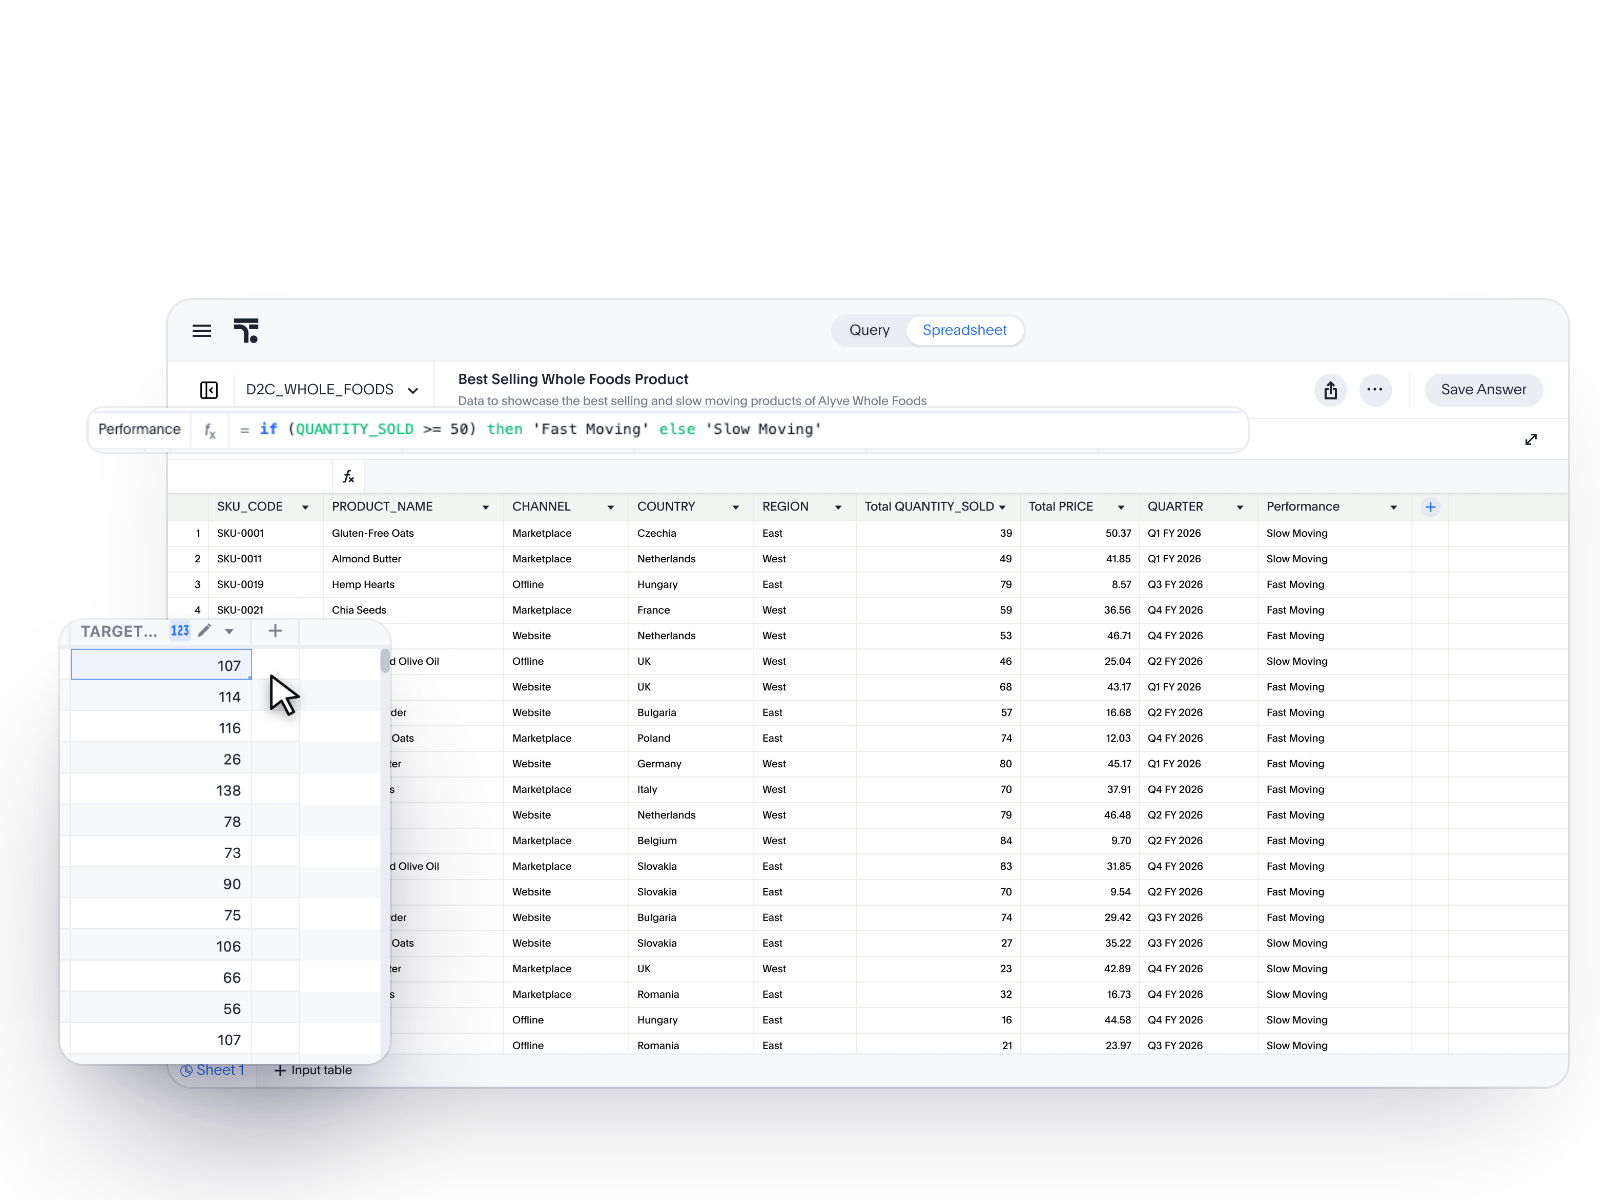 Query Spreadsheet
D2C_WHOLE_FOODS
Best Selling Whole Foods Product
Data to showcase the best selling and slow moving products of Alyve Whole Foods
Save Answer
Performance fx = if (QUANTITY_SOLD >= 50) then 'Fast Moving' else 'Slow Moving'
fx
SKU_CODE PRODUCT_NAME CHANNEL COUNTRY REGION Total QUANTITY_SOLD Total PRICE QUARTER Performance
1 SKU-0001 Gluten-Free Oats Marketplace Czechia East 39 50.37 Q1 FY 2026 Slow Moving
2 SKU-0011 Almond Butter Marketplace Netherlands West 49 41.85 Q1 FY 2026 Slow Moving
3 SKU-0019 Hemp Hearts Offline Hungary East 79 8.57 Q3 FY 2026 Fast Moving
4 SKU-0021 Chia Seeds Marketplace France West 59 36.56 Q4 FY 2026 Fast Moving
Website Netherlands West 53 46.71 Q4 FY 2026 Fast Moving
d Olive Oil Offline UK West 46 25.04 Q2 FY 2026 Slow Moving
Website UK West 68 43.17 Q1 FY 2026 Fast Moving
der Website Bulgaria East 57 16.68 Q2 FY 2026 Fast Moving
Oats Marketplace Poland East 74 12.03 Q4 FY 2026 Fast Moving
ter Website Germany West 80 45.17 Q1 FY 2026 Fast Moving
s Marketplace Italy West 70 37.91 Q4 FY 2026 Fast Moving
Website Netherlands West 79 46.48 Q2 FY 2026 Fast Moving
Marketplace Belgium West 84 9.70 Q2 FY 2026 Fast Moving
d Olive Oil Marketplace Slovakia East 83 31.85 Q4 FY 2026 Fast Moving
Website Slovakia East 70 9.54 Q2 FY 2026 Fast Moving
der Website Bulgaria East 74 29.42 Q3 FY 2026 Fast Moving
Oats Website Slovakia East 27 35.22 Q3 FY 2026 Slow Moving
ter Marketplace UK West 23 42.89 Q4 FY 2026 Slow Moving
s Marketplace Romania East 32 16.73 Q4 FY 2026 Slow Moving
Offline Hungary East 16 44.58 Q4 FY 2026 Slow Moving
Offline Romania East 21 23.97 Q3 FY 2026 Slow Moving
TARGET... 123
107
114
116
26
138
78
73
90
75
106
66
56
107
Sheet 1 + Input table